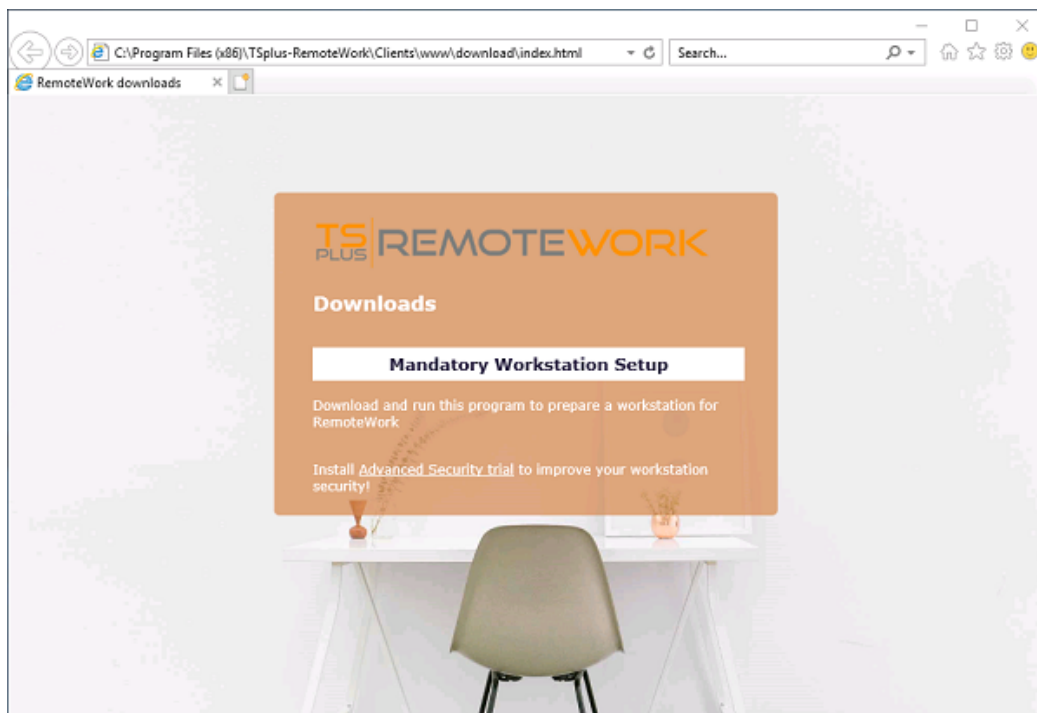 C:\Program Files (x86)\TSplus-RemoteWork\Clients\www\download\index.html
Search...
RemoteWork downloads
TS PLUS REMOTEWORK
Downloads
Mandatory Workstation Setup
Download and run this program to prepare a workstation for
RemoteWork
Install Advanced Security trial to improve your workstation
security!